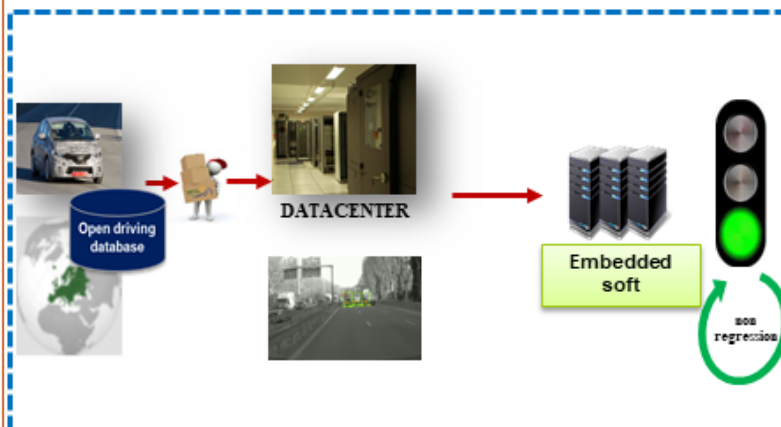 Open driving
database
DATACENTER
Embedded
soft
non
regression